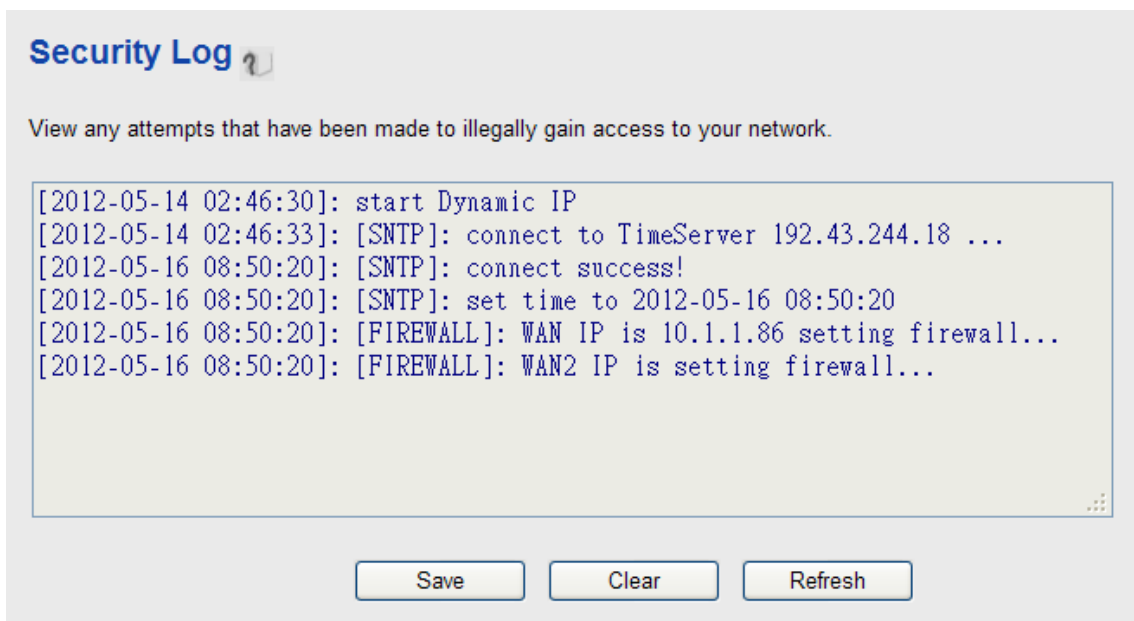 Security Log
View any attempts that have been made to illegally gain access to your network.
[2012-05-14 02:46:30]: start Dynamic IP
[2012-05-14 02:46:33]: [SNTP]: connect to TimeServer 192.43.244.18 ...
[2012-05-16 08:50:20]: [SNTP]: connect success!
[2012-05-16 08:50:20]: [SNTP]: set time to 2012-05-16 08:50:20
[2012-05-16 08:50:20]: [FIREWALL]: WAN IP is 10.1.1.86 setting firewall...
[2012-05-16 08:50:20]: [FIREWALL]: WAN2 IP is setting firewall...
Save Clear Refresh